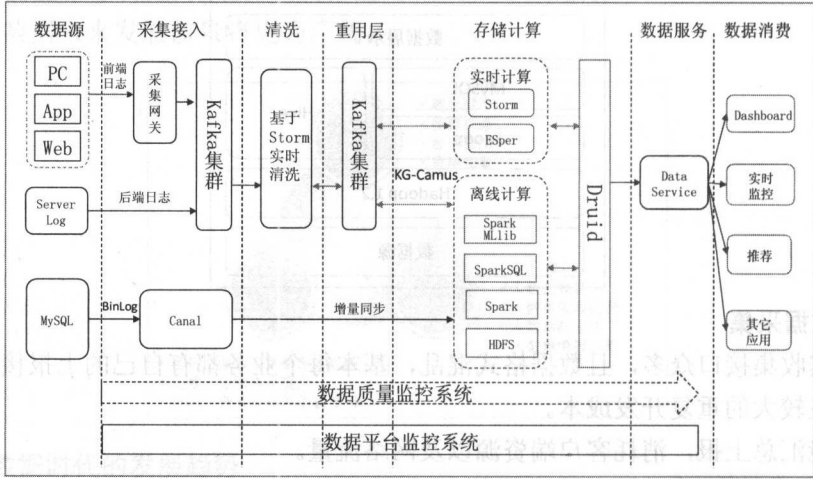 数据源
采集接入
清洗
重用层
存储计算
数据服务
数据消费
PC
App
Web
前端
日志
采
集
网
关
Kafka集群
基于
Storm
实时
清洗
Kafka集群
实时计算
Storm
ESper
Druid
Data
Service
Dashboard
实时
监控
推荐
其它
应用
Server
Log
后端日志
KG-Camus
离线计算
Spark
MLlib
SparkSQL
Spark
HDFS
MySQL
BinLog
Canal
增量同步
数据质量监控系统
数据平台监控系统